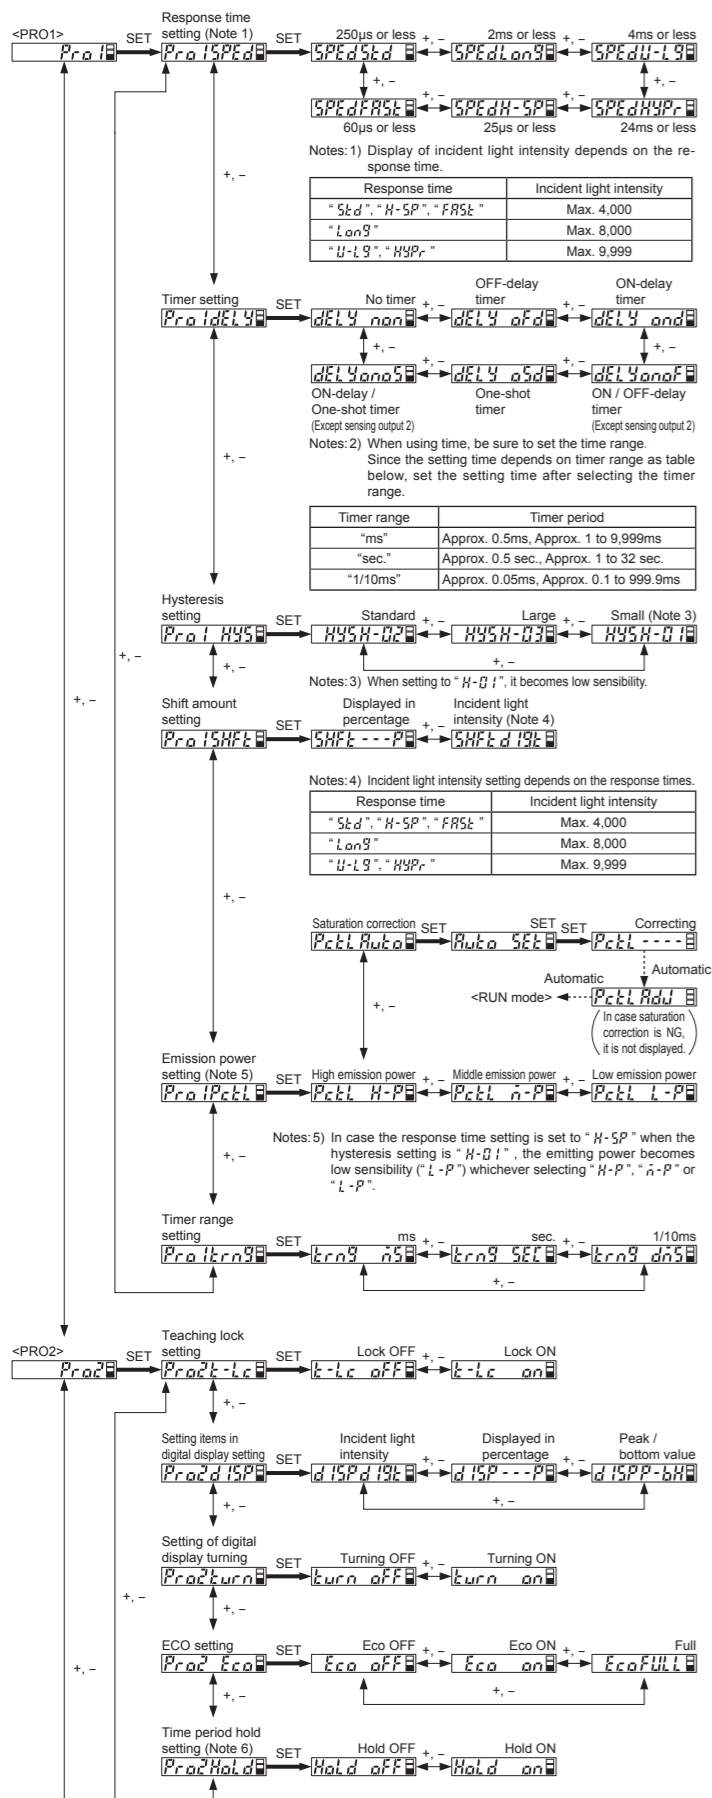 Response time
<PRO1> setting (Note 1) 250μs or less 2ms or less 4ms or less
Pro1 SET Pro1SPEd SET SPEdStd +, – SPEdLong +, – SPEdU-Lg
+, –
+, –
SPEdFASt +, – SPEdH-SP +, – SPEdHYPr
60μs or less 25μs or less 24ms or less
Notes: 1) Display of incident light intensity depends on the re-
sponse time.
+, –
Response time Incident light intensity
“ Std ”, “ H-SP ”, “ FASt ” Max. 4,000
“ Long ” Max. 8,000
“ U-Lg ”, “ HYPr ” Max. 9,999
OFF-delay ON-delay
Timer setting No timer timer timer
Pro1dELY SET dELY non +, – dELY ofd +, – dELY ond
+, –
+, –
dELYonoS +, – dELY oSd +, – dELYonoF
ON-delay / One-shot ON / OFF-delay
One-shot timer timer timer
(Except sensing output 2) (Except sensing output 2)
Notes: 2) When using time, be sure to set the time range.
Since the setting time depends on timer range as table
below, set the setting time after selecting the timer
range.
+, –
Timer range Timer period
“ms” Approx. 0.5ms, Approx. 1 to 9,999ms
“sec.” Approx. 0.5 sec., Approx. 1 to 32 sec.
“1/10ms” Approx. 0.05ms, Approx. 0.1 to 999.9ms
Hysteresis
setting Standard Large Small (Note 3)
Pro1 HYS SET HYSH-02 +, – HYSH-03 +, – HYSH-01
+, –
+, –
+, –
Notes: 3) When setting to “ H-01 ”, it becomes low sensibility.
+, –
Shift amount Displayed in Incident light
setting percentage intensity (Note 4)
Pro1SHFt SET SHFt---P +, – SHFtd19t
Notes: 4) Incident light intensity setting depends on the response times.
Response time Incident light intensity
“ Std ”, “ H-SP ”, “ FASt ” Max. 4,000
“ Long ” Max. 8,000
“ U-Lg ”, “ HYPr ” Max. 9,999
+, –
Saturation correction SET SET SET Correcting
PctLAuto Auto SEt PctL----
Automatic
Automatic
<RUN mode> PctLAdJ
+, –
(In case saturation
correction is NG,
it is not displayed.)
Emission power
setting (Note 5) High emission power Middle emission power Low emission power
Pro1PctL SET PctL H-P +, – PctL ñ-P +, – PctL L-P
Notes: 5) In case the response time setting is set to “ H-SP ” when the
hysteresis setting is “ H-01 ” , the emitting power becomes
low sensibility (“ L-P ”) whichever selecting “ H-P ”, “ ñ-P ” or
“ L-P ”.
+, –
Timer range
setting ms sec. 1/10ms
Pro1trng SET trng ñS +, – trng SEC +, – trng dñS
+, –
Teaching lock
<PRO2> setting Lock OFF Lock ON
Pro2 SET Pro2t-Lc SET t-Lc oFF +, – t-Lc on
+, –
Setting items in Incident light Displayed in Peak /
digital display setting intensity percentage bottom value
Pro2d1SP SET d1SPd19t +, – d1SP---P +, – d1SPP-bH
+, –
+, –
Setting of digital
display turning Turning OFF Turning ON
Pro2turn SET turn oFF +, – turn on
+, –
+, –
ECO setting Eco OFF Eco ON Full
Pro2 Eco SET Eco oFF +, – Eco on +, – EcoFULL
+, –
+, –
+, –
Time period hold
setting (Note 6) Hold OFF Hold ON
Pro2HoLd SET HoLd oFF +, – HoLd on